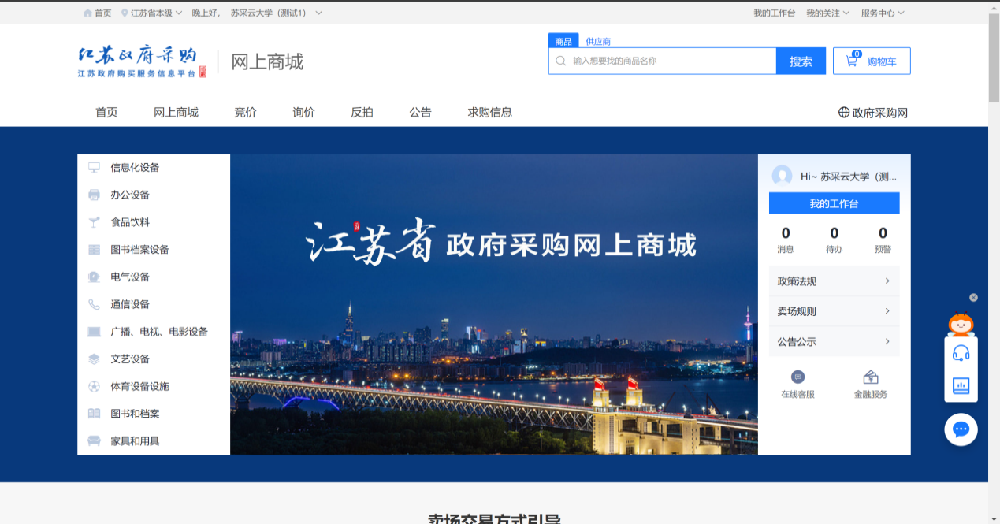 首页 江苏省本级 晚上好, 苏采云大学（测试1） 我的工作台 我的关注 服务中心
商品 供应商
江苏政府采购
江苏政府购买服务信息平台
网上商城
输入想要找的商品名称
搜索
0
购物车
首页 网上商城 竞价 询价 反拍 公告 求购信息 政府采购网
信息化设备
办公设备
食品饮料
图书档案设备
电气设备
通信设备
广播、电视、电影设备
文艺设备
体育设备设施
图书和档案
家具和用具
江苏省 政府采购网上商城
Hi~ 苏采云大学（测...
我的工作台
0 0 0
消息 待办 预警
政策法规
卖场规则
公告公示
在线客服 金融服务
卖场交易方式引导